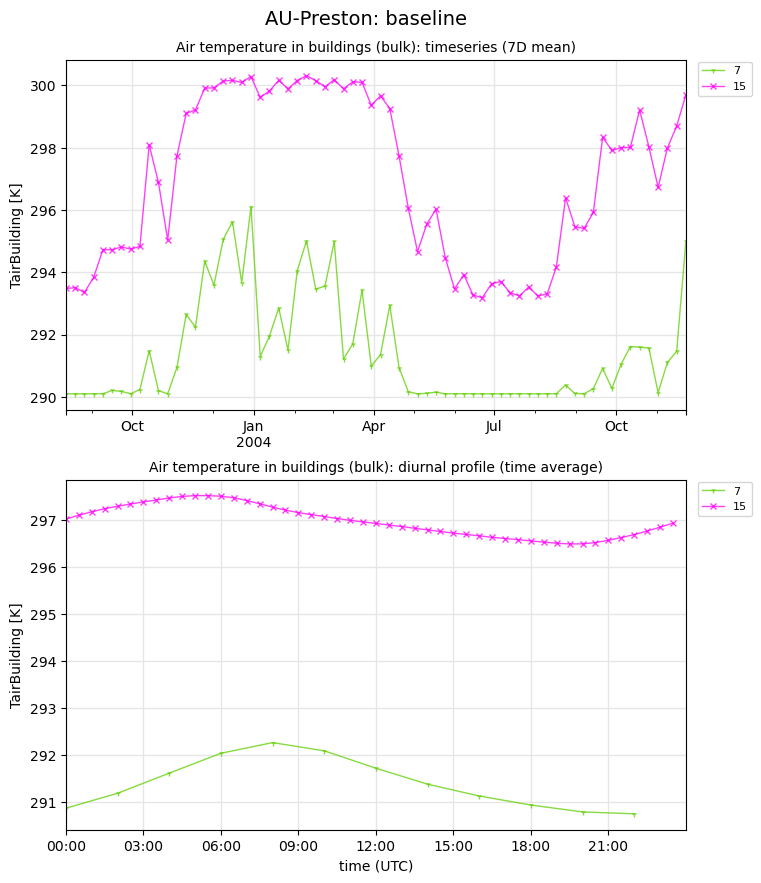 AU-Preston: baseline
Air temperature in buildings (bulk): timeseries (7D mean)
TairBuilding [K]
300
298
296
294
292
290
Oct
Jan
2004
Apr
Jul
Oct
7
15
Air temperature in buildings (bulk): diurnal profile (time average)
TairBuilding [K]
297
296
295
294
293
292
291
00:00
03:00
06:00
09:00
12:00
15:00
18:00
21:00
time (UTC)
7
15